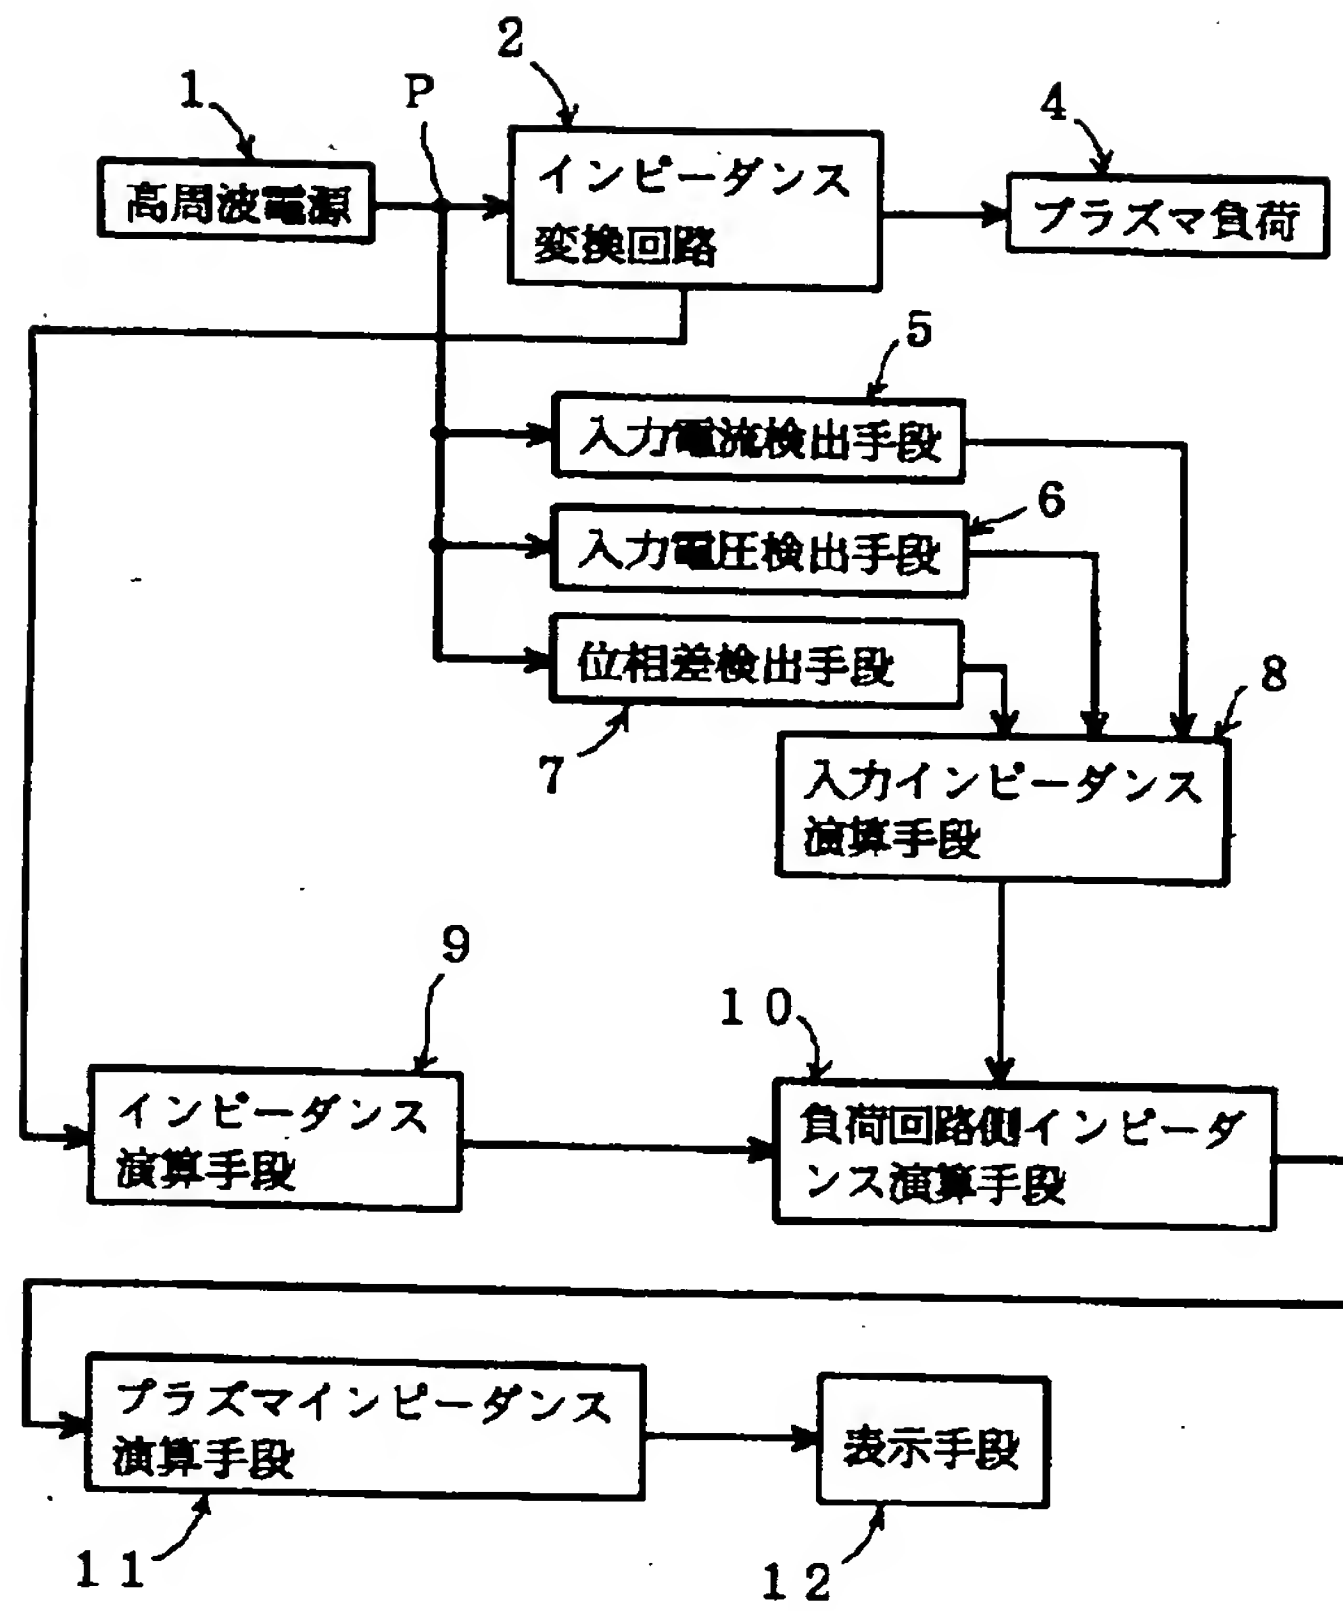 2
1
P
4
高周波電源
インピーダンス
変換回路
プラズマ負荷
5
入力電流検出手段
6
入力電圧検出手段
位相差検出手段
7
8
入力インピーダンス
演算手段
9
10
インピーダンス
演算手段
負荷回路側インピーダ
ンス演算手段
プラズマインピーダンス
演算手段
表示手段
11
12